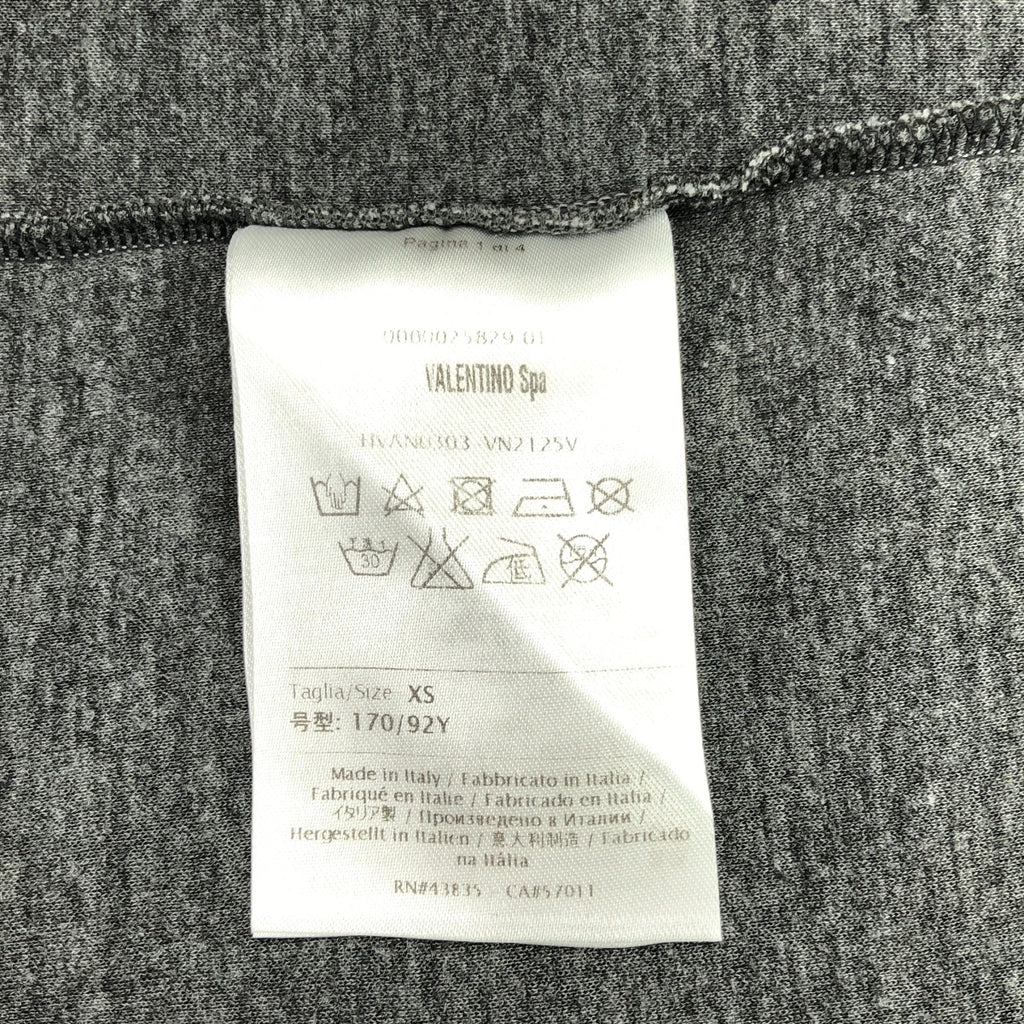 Pagina 1 di 4
0000025829 01
VALENTINO Spa
HVAN0303 VN2125V
30
低
Taglia/Size XS
号型: 170/92Y
Made in Italy / Fabbricato in Italia /
Fabriqué en Italie / Fabricado en Italia /
イタリア製 / Произведено в Италии /
Hergestellt in Italien / 意大利制造 / Fabricado
na Itália
RN#43835 - CA#57011